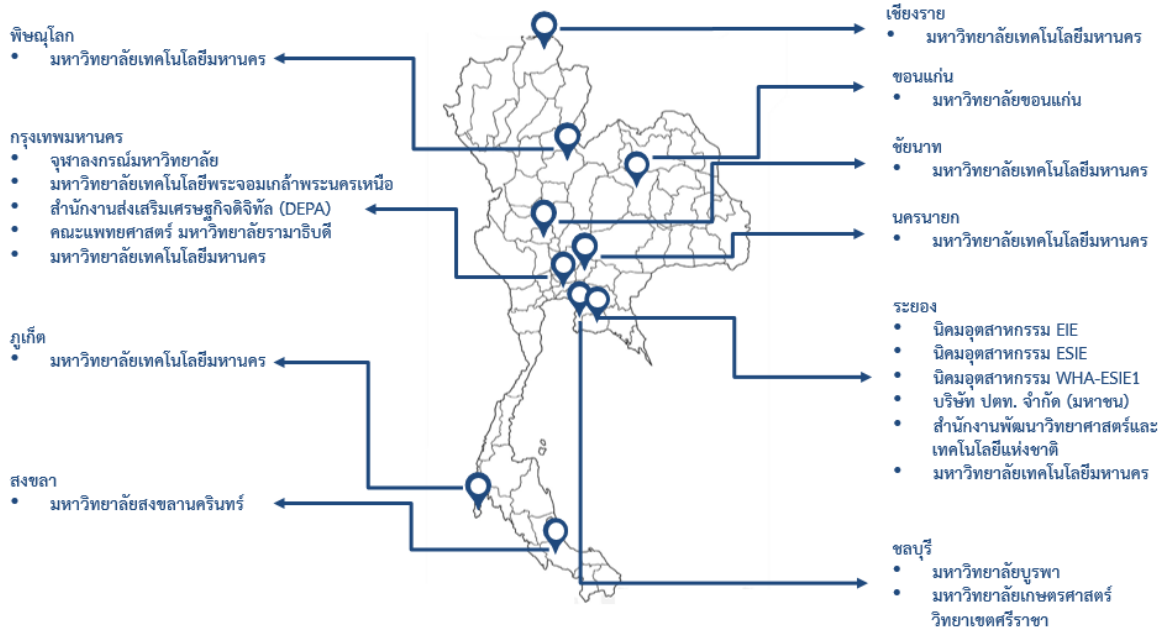 พิษณุโลก
• มหาวิทยาลัยเทคโนโลยีมหานคร
กรุงเทพมหานคร
• จุฬาลงกรณ์มหาวิทยาลัย
• มหาวิทยาลัยเทคโนโลยีพระจอมเกล้าพระนครเหนือ
• สำนักงานส่งเสริมเศรษฐกิจดิจิทัล (DEPA)
• คณะแพทยศาสตร์ มหาวิทยาลัยรามาธิบดี
• มหาวิทยาลัยเทคโนโลยีมหานคร
ภูเก็ต
• มหาวิทยาลัยเทคโนโลยีมหานคร
สงขลา
• มหาวิทยาลัยสงขลานครินทร์
เชียงราย
• มหาวิทยาลัยเทคโนโลยีมหานคร
ขอนแก่น
• มหาวิทยาลัยขอนแก่น
ชัยนาท
• มหาวิทยาลัยเทคโนโลยีมหานคร
นครนายก
• มหาวิทยาลัยเทคโนโลยีมหานคร
ระยอง
• นิคมอุตสาหกรรม EIE
• นิคมอุตสาหกรรม ESIE
• นิคมอุตสาหกรรม WHA-ESIE1
• บริษัท ปตท. จำกัด (มหาชน)
• สำนักงานพัฒนาวิทยาศาสตร์และ
เทคโนโลยีแห่งชาติ
• มหาวิทยาลัยเทคโนโลยีมหานคร
ชลบุรี
• มหาวิทยาลัยบูรพา
• มหาวิทยาลัยเกษตรศาสตร์
วิทยาเขตศรีราชา